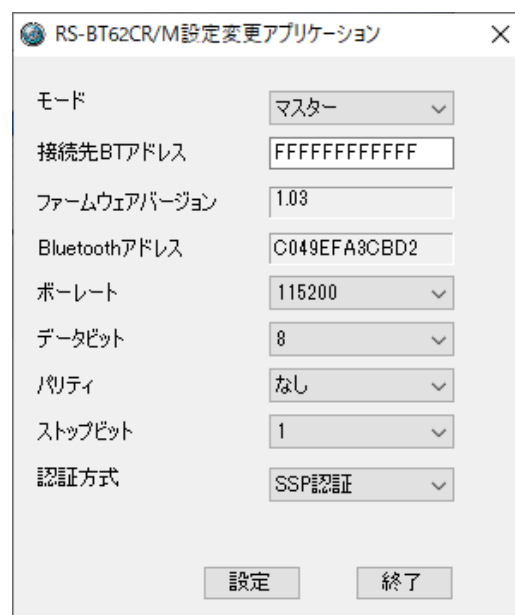 RS-BT62CR/M設定変更アプリケーション
モード マスター
接続先BTアドレス FFFFFFFFFFFF
ファームウェアバージョン 1.03
Bluetoothアドレス C049EFA3CBD2
ボーレート 115200
データビット 8
パリティ なし
ストップビット 1
認証方式 SSP認証
設定 終了